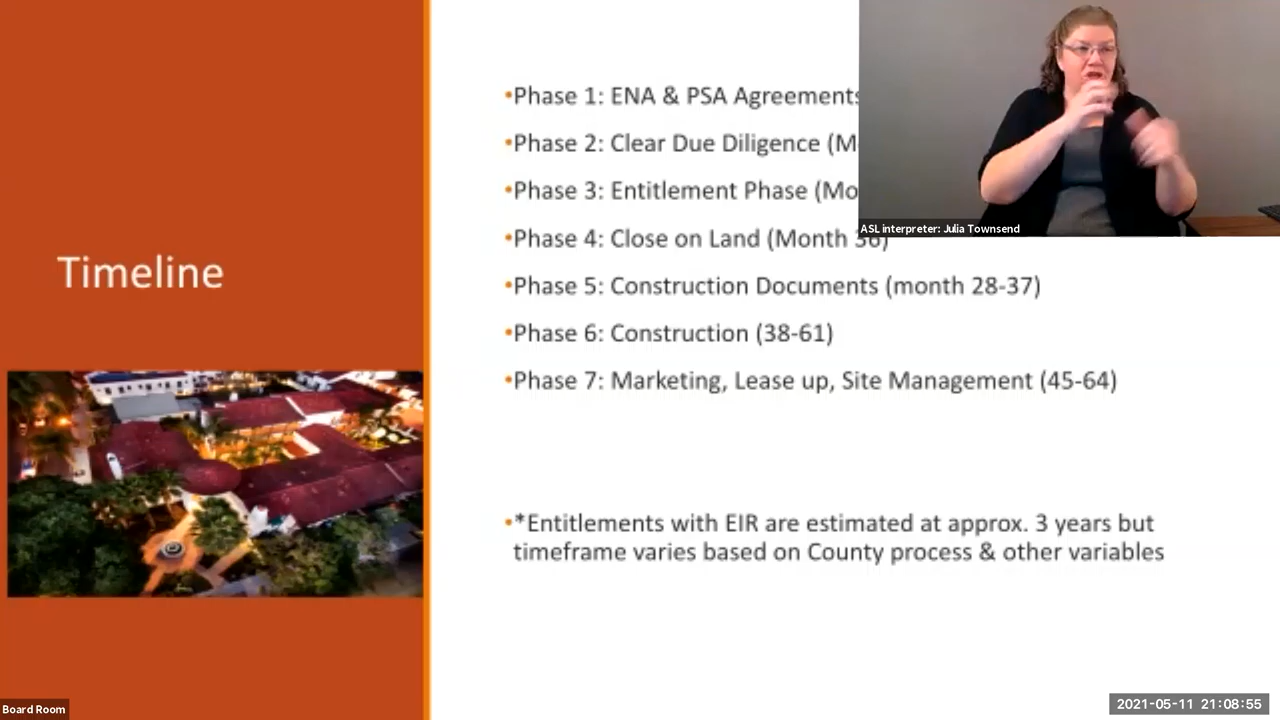 Timeline
•Phase 1: ENA & PSA Agreements
•Phase 2: Clear Due Diligence
•Phase 3: Entitlement Phase
•Phase 4: Close on Land (Month 36)
•Phase 5: Construction Documents (month 28-37)
•Phase 6: Construction (38-61)
•Phase 7: Marketing, Lease up, Site Management (45-64)
•*Entitlements with EIR are estimated at approx. 3 years but
timeframe varies based on County process & other variables
ASL interpreter: Julia Townsend
Board Room
2021-05-11 21:08:55